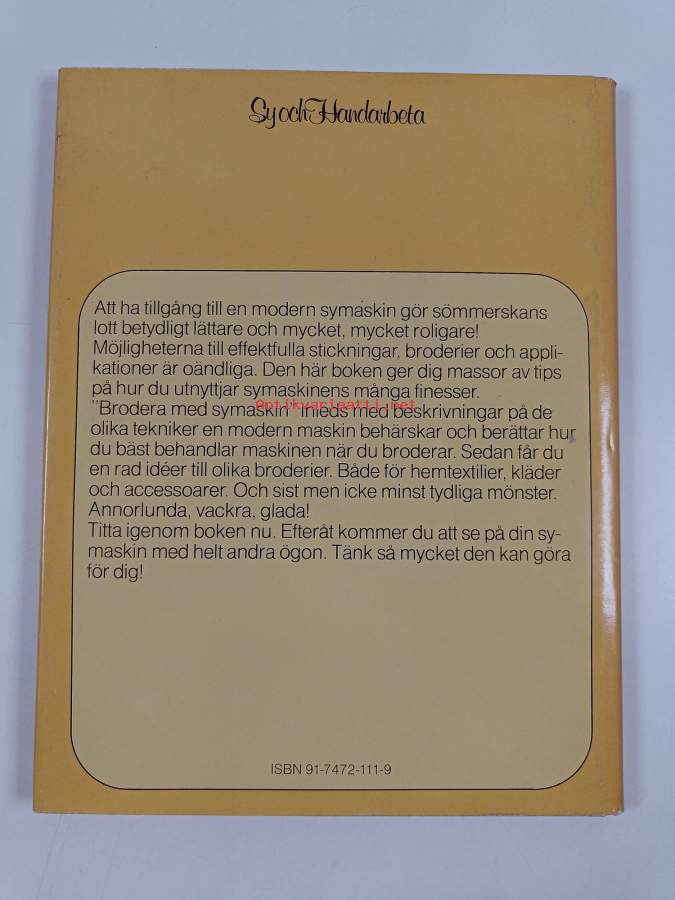 Sy och Handarbeta
Att ha tillgång till en modern symaskin gör sömmerskans
lott betydligt lättare och mycket, mycket roligare!
Möjligheterna till effektfulla stickningar, broderier och appli-
kationer är oändliga. Den här boken ger dig massor av tips
på hur du utnyttjar symaskinens många finesser.
"Brodera med symaskin" inleds med beskrivningar på de
olika tekniker en modern maskin behärskar och berättar hur
du bäst behandlar maskinen när du broderar. Sedan får du
en rad idéer till olika broderier. Både för hemtextilier, kläder
och accessoarer. Och sist men icke minst tydliga mönster.
Annorlunda, vackra, glada!
Titta igenom boken nu. Efteråt kommer du att se på din sy-
maskin med helt andra ögon. Tänk så mycket den kan göra
för dig!
Antikvariaatti.net
ISBN 91-7472-111-9